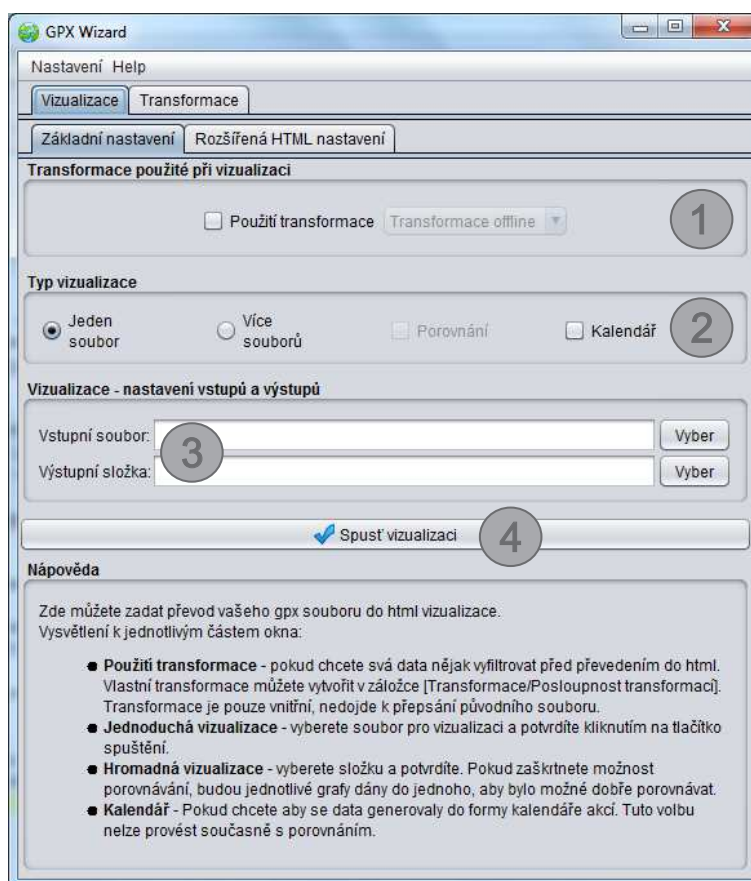 GPX Wizard
Nastavení Help
Vizualizace Transformace
Základní nastavení Rozšířená HTML nastavení
Transformace použité při vizualizaci
Použití transformace Transformace offline
1
Typ vizualizace
Jeden soubor
Více souborů
Porovnání
Kalendář
2
Vizualizace - nastavení vstupů a výstupů
Vstupní soubor: Vyber
3
Výstupní složka: Vyber
Spusť vizualizaci 4
Nápověda
Zde můžete zadat převod vašeho gpx souboru do html vizualizace.
Vysvětlení k jednotlivým částem okna:
● Použití transformace - pokud chcete svá data nějak vyfiltrovat před převedením do html.
Vlastní transformace můžete vytvořit v záložce [Transformace/Posloupnost transformací].
Transformace je pouze vnitřní, nedojde k přepsání původního souboru.
● Jednoduchá vizualizace - vyberete soubor pro vizualizaci a potvrdíte kliknutím na tlačítko
spuštění.
● Hromadná vizualizace - vyberete složku a potvrdíte. Pokud zaškrtnete možnost
porovnávání, budou jednotlivé grafy dány do jednoho, aby bylo možné dobře porovnávat.
● Kalendář - Pokud chcete aby se data generovaly do formy kalendáře akcí. Tuto volbu
nelze provést současně s porovnáním.